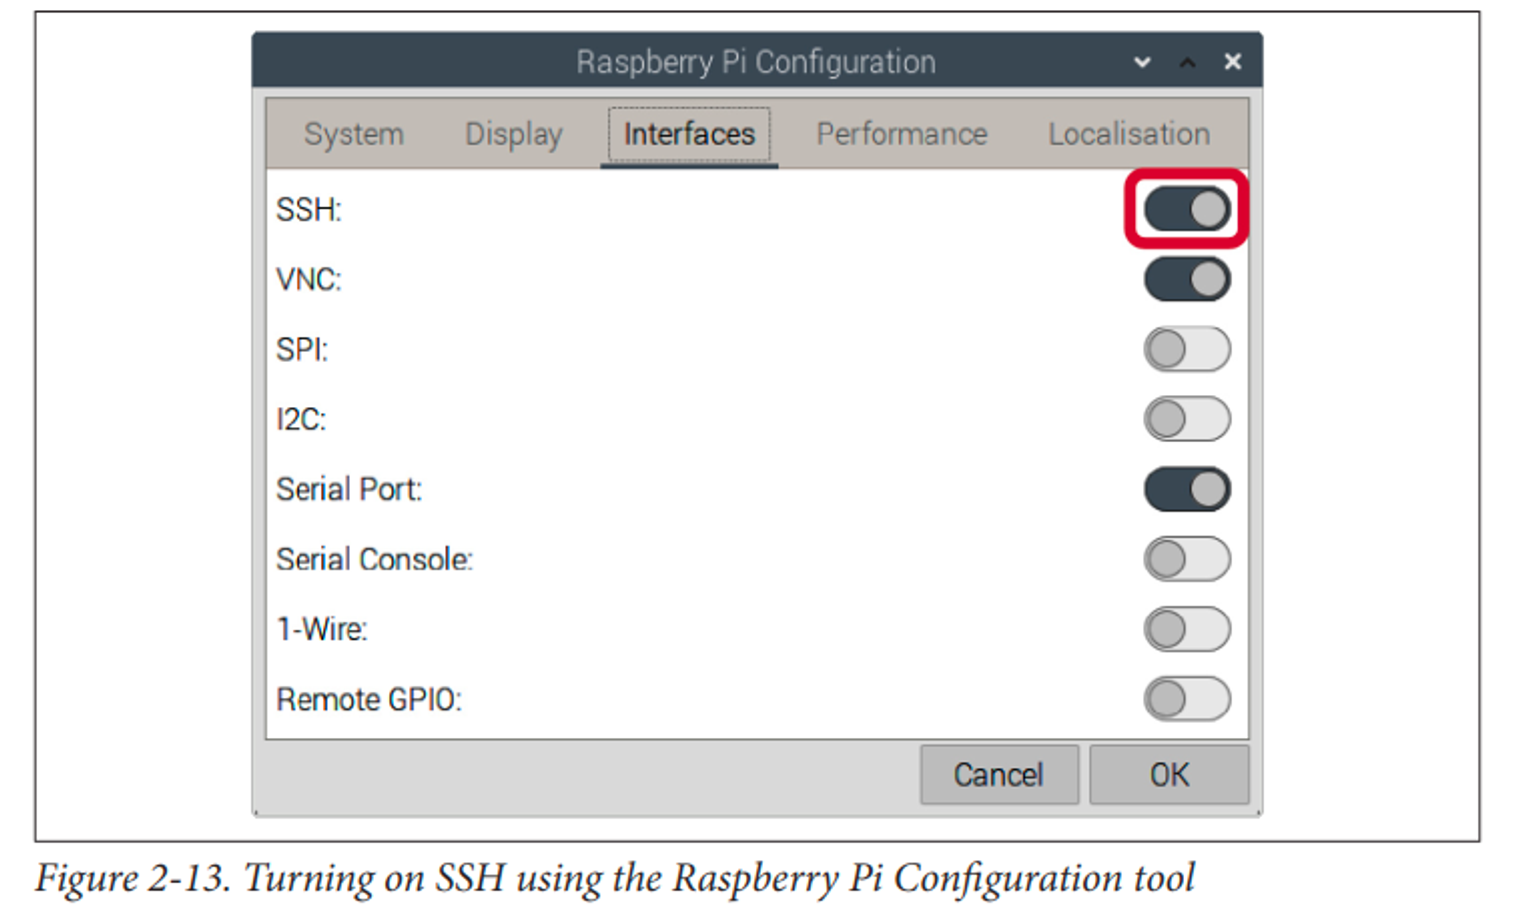 Raspberry Pi Configuration
System Display Interfaces Performance Localisation
SSH:
VNC:
SPI:
I2C:
Serial Port:
Serial Console:
1-Wire:
Remote GPIO:
Cancel OK
Figure 2-13. Turning on SSH using the Raspberry Pi Configuration tool